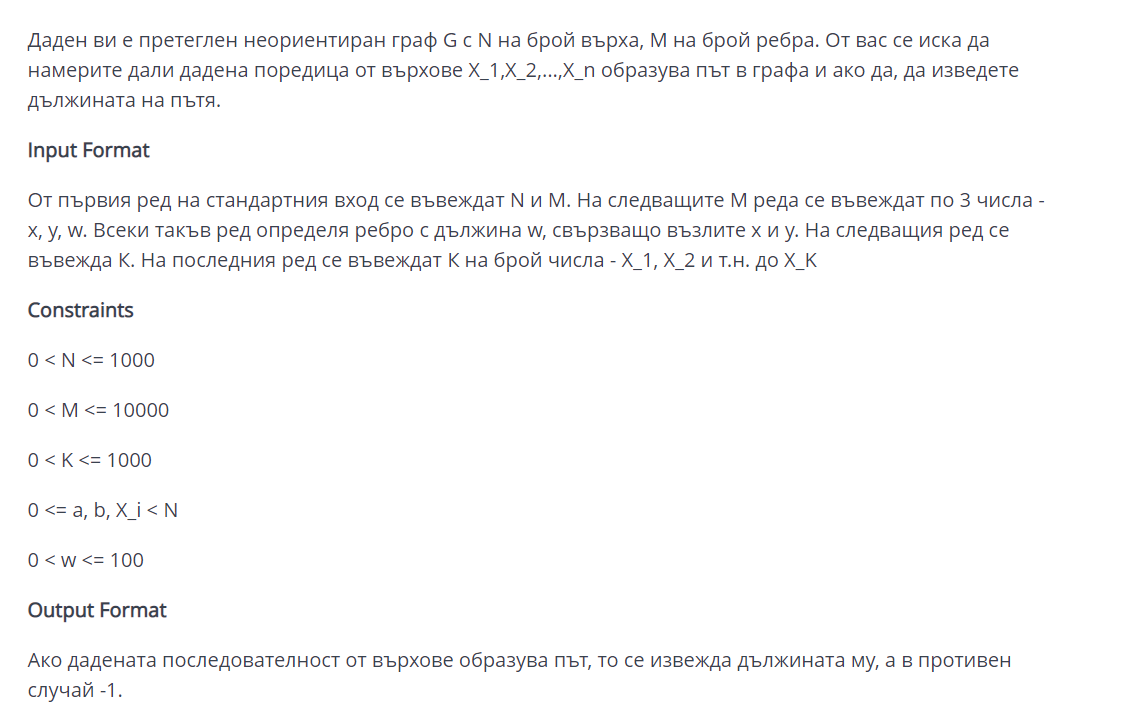 Даден ви е претеглен неориентиран граф G с N на брой върха, M на брой ребра. От вас се иска да
намерите дали дадена поредица от върхове X_1,X_2,...,X_n образува път в графа и ако да, да изведете
дължината на пътя.
Input Format
От първия ред на стандартния вход се въвеждат N и M. На следващите M реда се въвеждат по 3 числа -
x, y, w. Всеки такъв ред определя ребро с дължина w, свързващо възлите x и y. На следващия ред се
въвежда К. На последния ред се въвеждат К на брой числа - X_1, X_2 и т.н. до X_K
Constraints
0 < N <= 1000
0 < M <= 10000
0 < K <= 1000
0 <= a, b, X_i < N
0 < w <= 100
Output Format
Ако дадената последователност от върхове образува път, то се извежда дължината му, а в противен
случай -1.